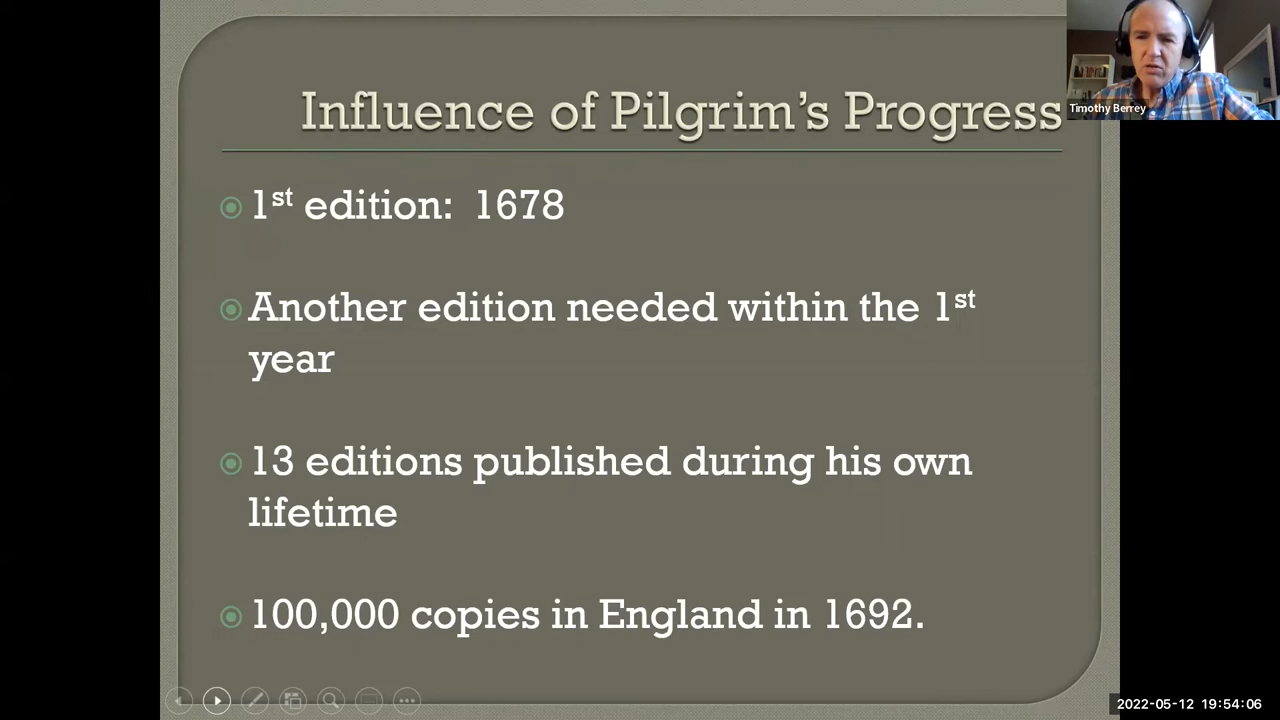 Influence of Pilgrim's Progress
Timothy Berrey
1st edition:  1678
Another edition needed within the 1st
year
13 editions published during his own
lifetime
100,000 copies in England in 1692.
2022-05-12 19:54:06